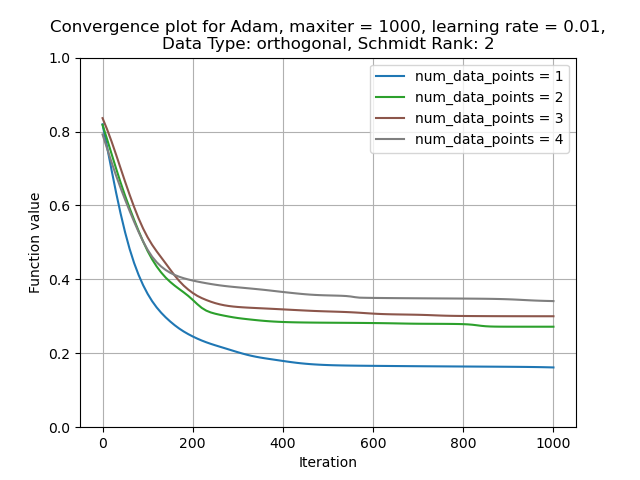 Convergence plot for Adam, maxiter = 1000, learning rate = 0.01,
Data Type: orthogonal, Schmidt Rank: 2
num_data_points = 1
num_data_points = 2
num_data_points = 3
num_data_points = 4
Function value
1.0
0.8
0.6
0.4
0.2
0.0
0 200 400 600 800 1000
Iteration